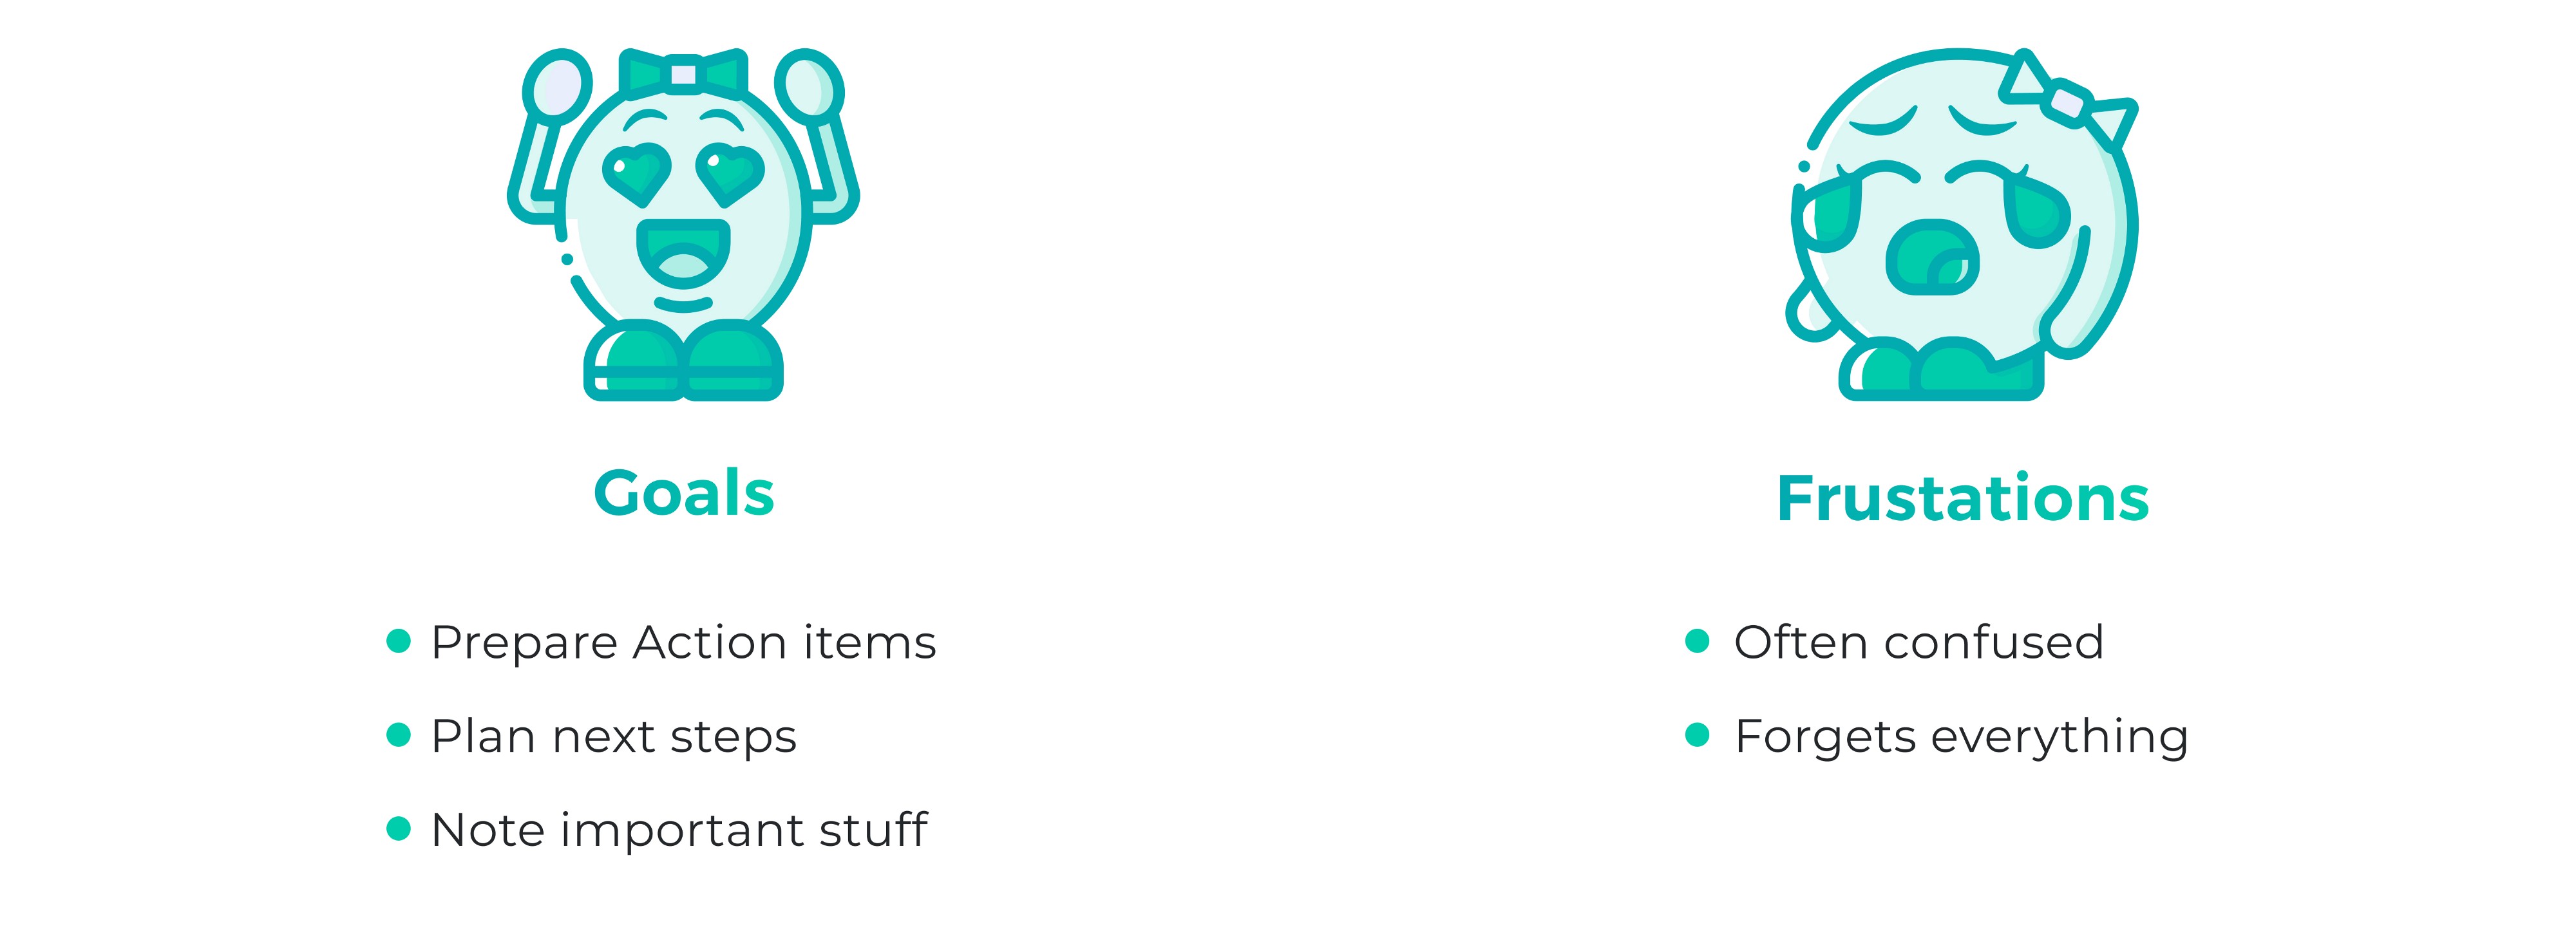 Goals
Prepare Action items
Plan next steps
Note important stuff
Frustations
Often confused
Forgets everything